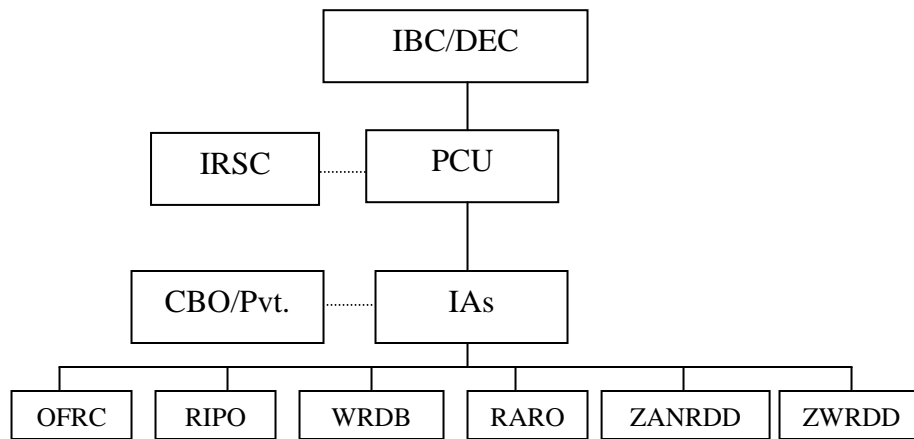 IBC/DEC
IRSC
PCU
CBO/Pvt.
IAs
OFRC
RIPO
WRDB
RARO
ZANRDD
ZWRDD